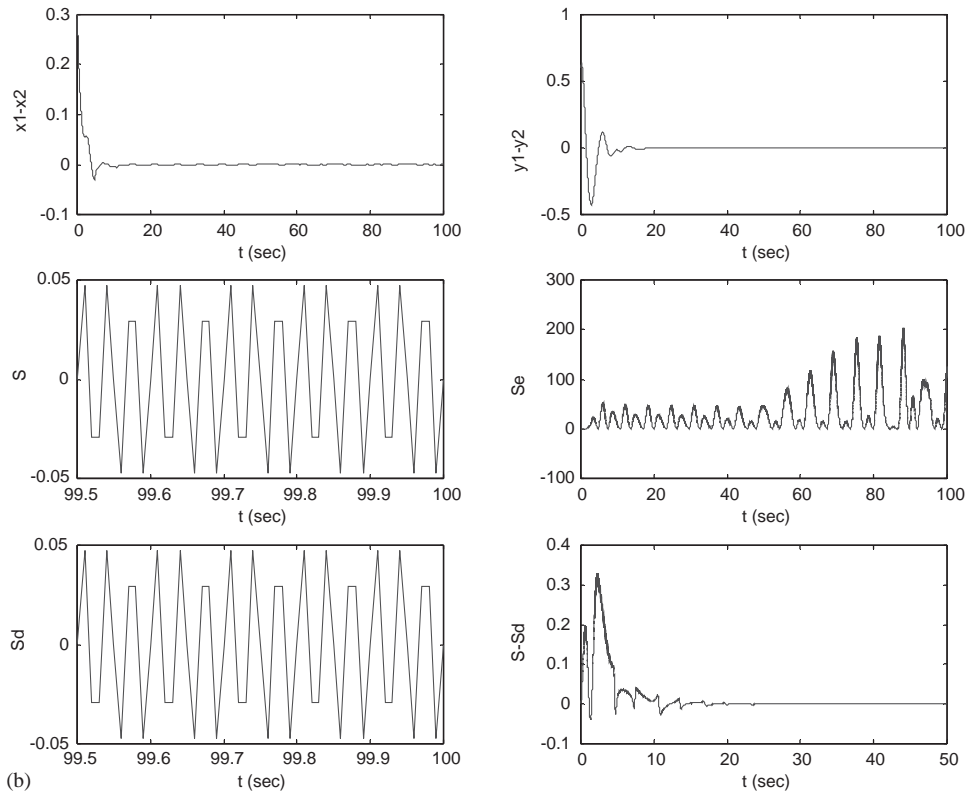 0.3
0.2
0.1
0
-0.1
x1-x2
0 20 40 60 80 100
t (sec)
1
0.5
0
-0.5
y1-y2
0 20 40 60 80 100
t (sec)
0.05
0
-0.05
S
99.5 99.6 99.7 99.8 99.9 100
t (sec)
300
200
100
0
-100
Se
0 20 40 60 80 100
t (sec)
0.05
0
-0.05
Sd
99.5 99.6 99.7 99.8 99.9 100
t (sec)
0.4
0.3
0.2
0.1
0
-0.1
S-Sd
0 10 20 30 40 50
t (sec)
(b)